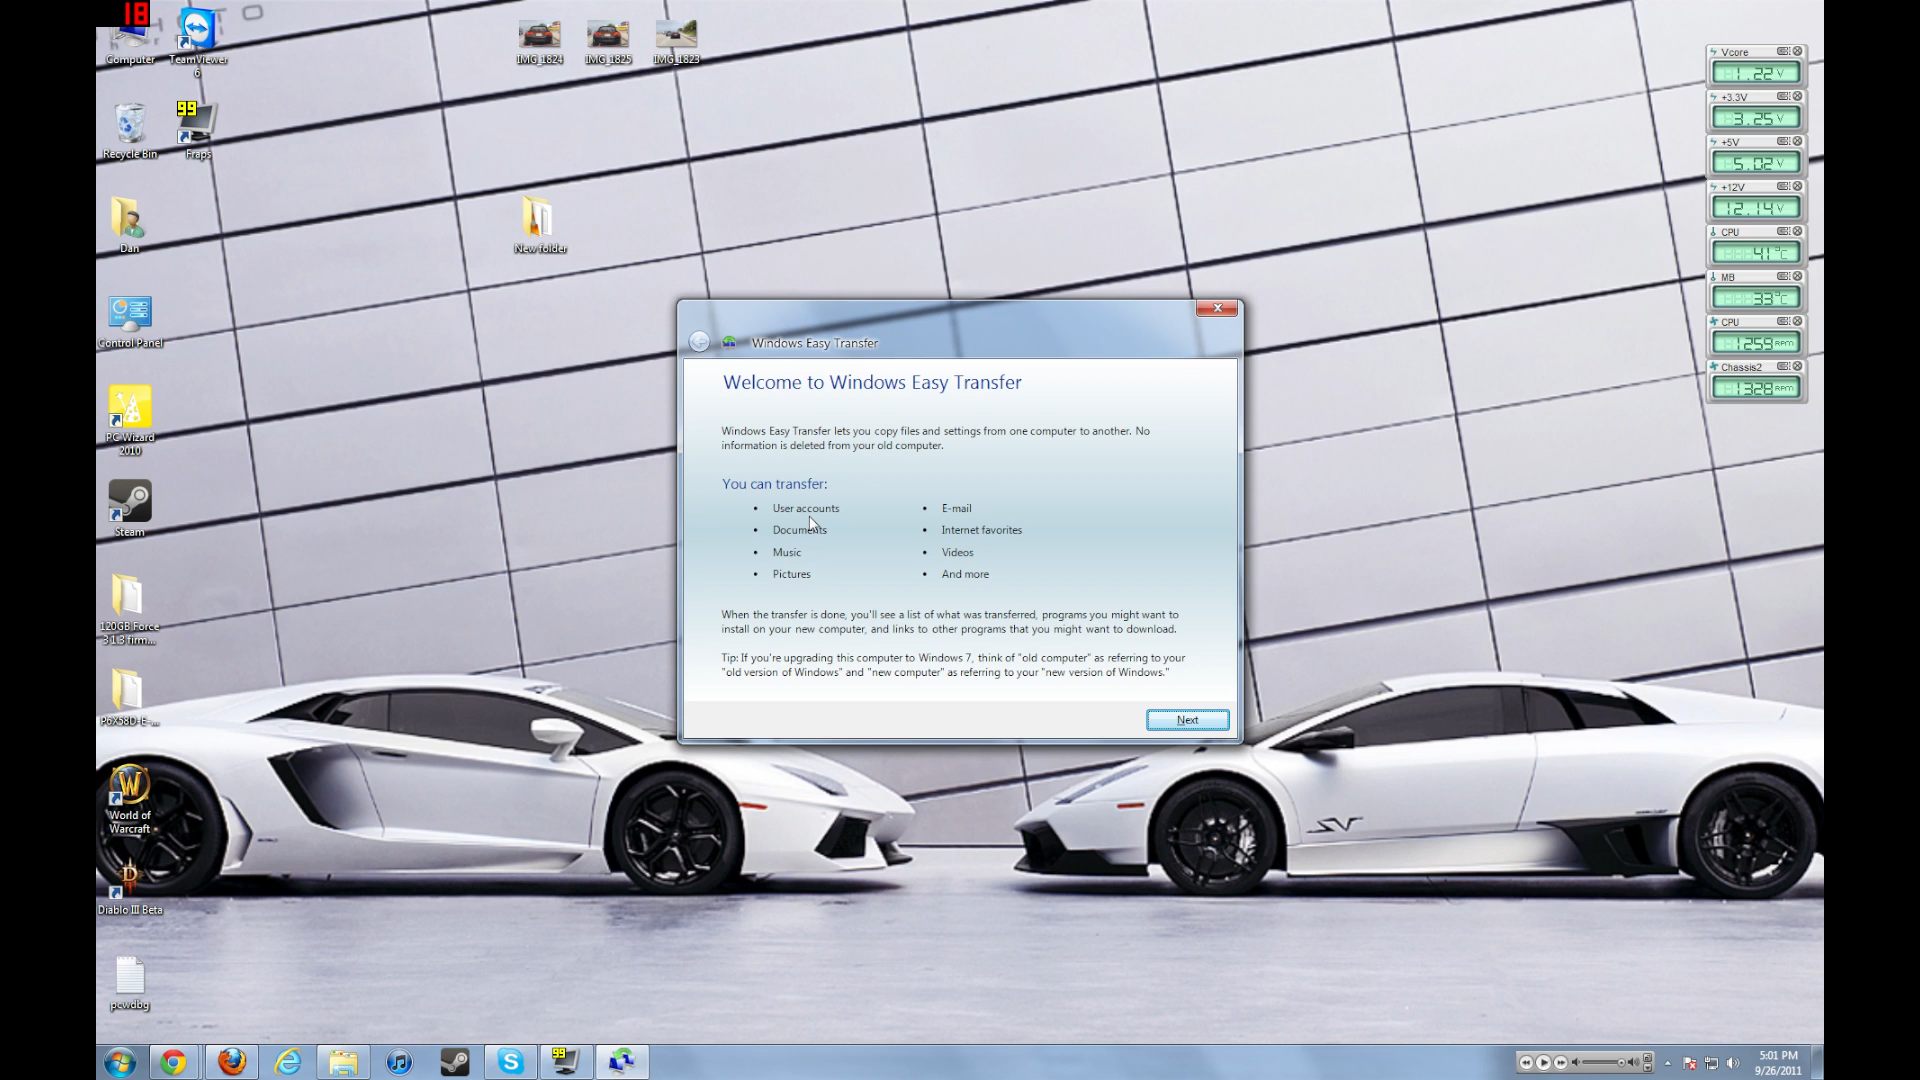 18
Computer
TeamViewer
6
IMG_1824
IMG_1825
IMG_1823
Recycle Bin
99
Fraps
Dan
New folder
Control Panel
PC Wizard
2010
Steam
120GB Force
3 1.3 firm...
P6X58D-E-...
World of
Warcraft
Diablo III Beta
pcwdbg
Windows Easy Transfer
Welcome to Windows Easy Transfer
Windows Easy Transfer lets you copy files and settings from one computer to another. No
information is deleted from your old computer.
You can transfer:
• User accounts
• Documents
• Music
• Pictures
• E-mail
• Internet favorites
• Videos
• And more
When the transfer is done, you'll see a list of what was transferred, programs you might want to
install on your new computer, and links to other programs that you might want to download.
Tip: If you're upgrading this computer to Windows 7, think of "old computer" as referring to your
"old version of Windows" and "new computer" as referring to your "new version of Windows."
Next
Vcore
1.22 V
+3.3V
3.25 V
+5V
5.02 V
+12V
12.14 V
CPU
41°C
MB
33°C
CPU
1259 RPM
Chassis2
1328 RPM
SV
99
5:01 PM
9/26/2011